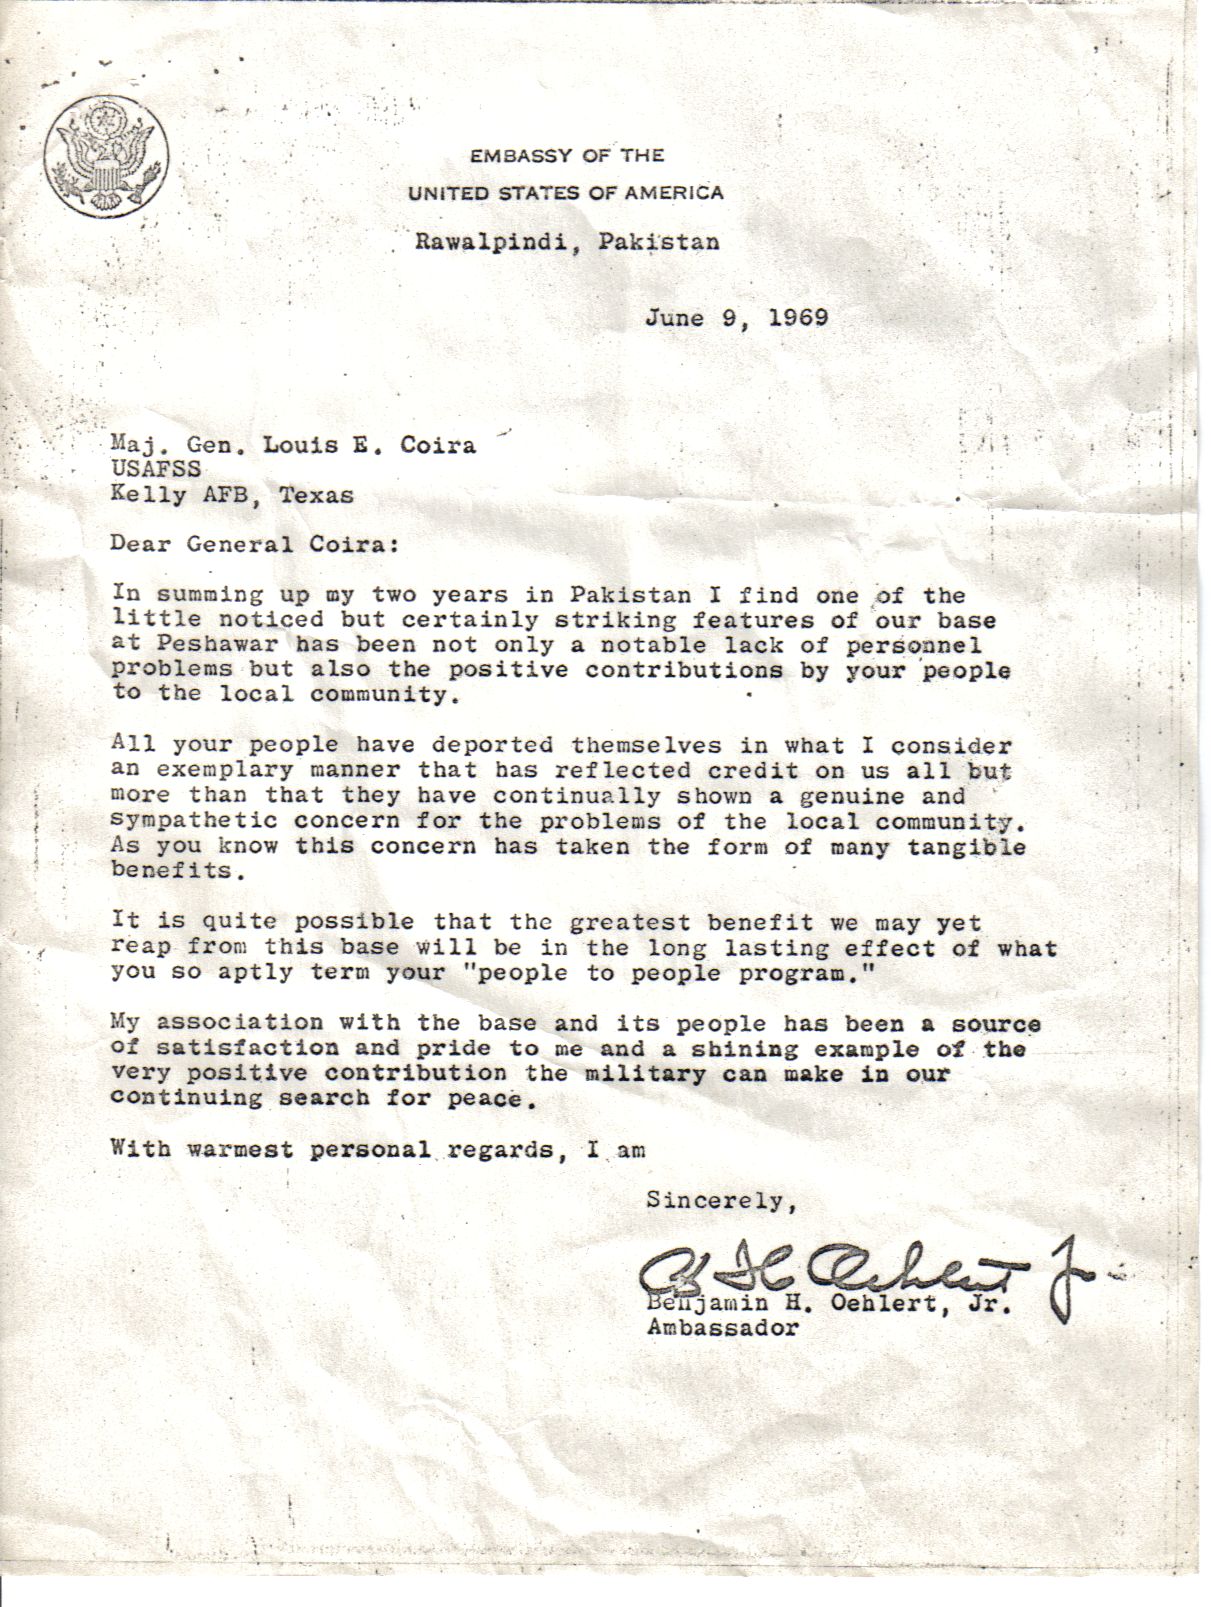 EMBASSY OF THE
UNITED STATES OF AMERICA
Rawalpindi, Pakistan
June 9, 1969
Maj. Gen. Louis E. Coira
USAFSS
Kelly AFB, Texas
Dear General Coira:
In summing up my two years in Pakistan I find one of the
little noticed but certainly striking features of our base
at Peshawar has been not only a notable lack of personnel
problems but also the positive contributions by your people
to the local community.
All your people have deported themselves in what I consider
an exemplary manner that has reflected credit on us all but
more than that they have continually shown a genuine and
sympathetic concern for the problems of the local community.
As you know this concern has taken the form of many tangible
benefits.
It is quite possible that the greatest benefit we may yet
reap from this base will be in the long lasting effect of what
you so aptly term your "people to people program."
My association with the base and its people has been a source
of satisfaction and pride to me and a shining example of the
very positive contribution the military can make in our
continuing search for peace.
With warmest personal regards, I am
Sincerely,
B H Oehlert Jr
Benjamin H. Oehlert, Jr.
Ambassador